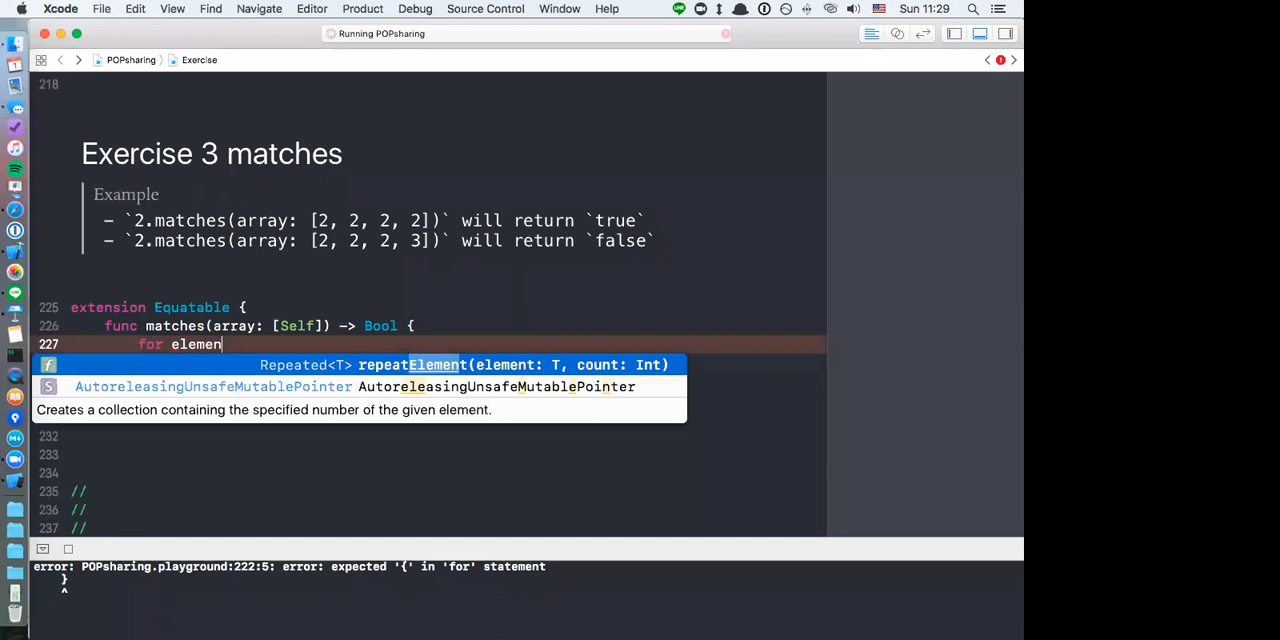 Xcode File Edit View Find Navigate Editor Product Debug Source Control Window Help Sun 11:29
Running POPsharing
POPsharing Exercise
218
Exercise 3 matches
Example
– `2.matches(array: [2, 2, 2, 2])` will return `true`
– `2.matches(array: [2, 2, 2, 3])` will return `false`
225 extension Equatable {
226 func matches(array: [Self]) -> Bool {
227 for elemen
f Repeated<T> repeatElement(element: T, count: Int)
S AutoreleasingUnsafeMutablePointer AutoreleasingUnsafeMutablePointer
Creates a collection containing the specified number of the given element.
232
233
234
235 //
236 //
237 //
error: POPsharing.playground:222:5: error: expected '{' in 'for' statement
}
^